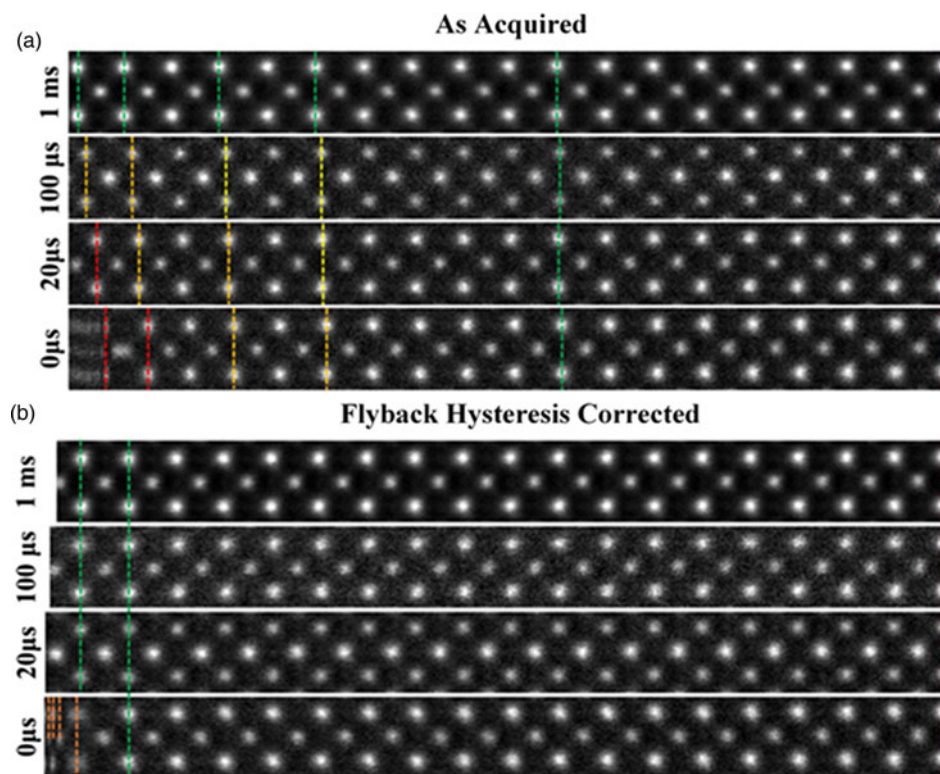 As Acquired
(a)
1 ms
100 μs
20μs
0μs
Flyback Hysteresis Corrected
(b)
1 ms
100 μs
20μs
0μs